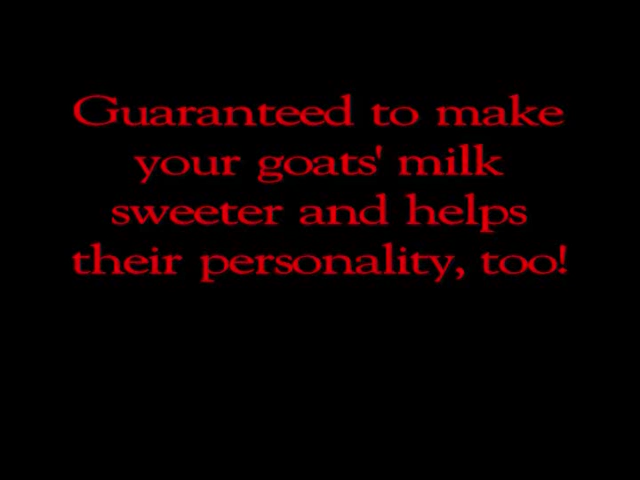 Guaranteed to make
your goats' milk
sweeter and helps
their personality, too!